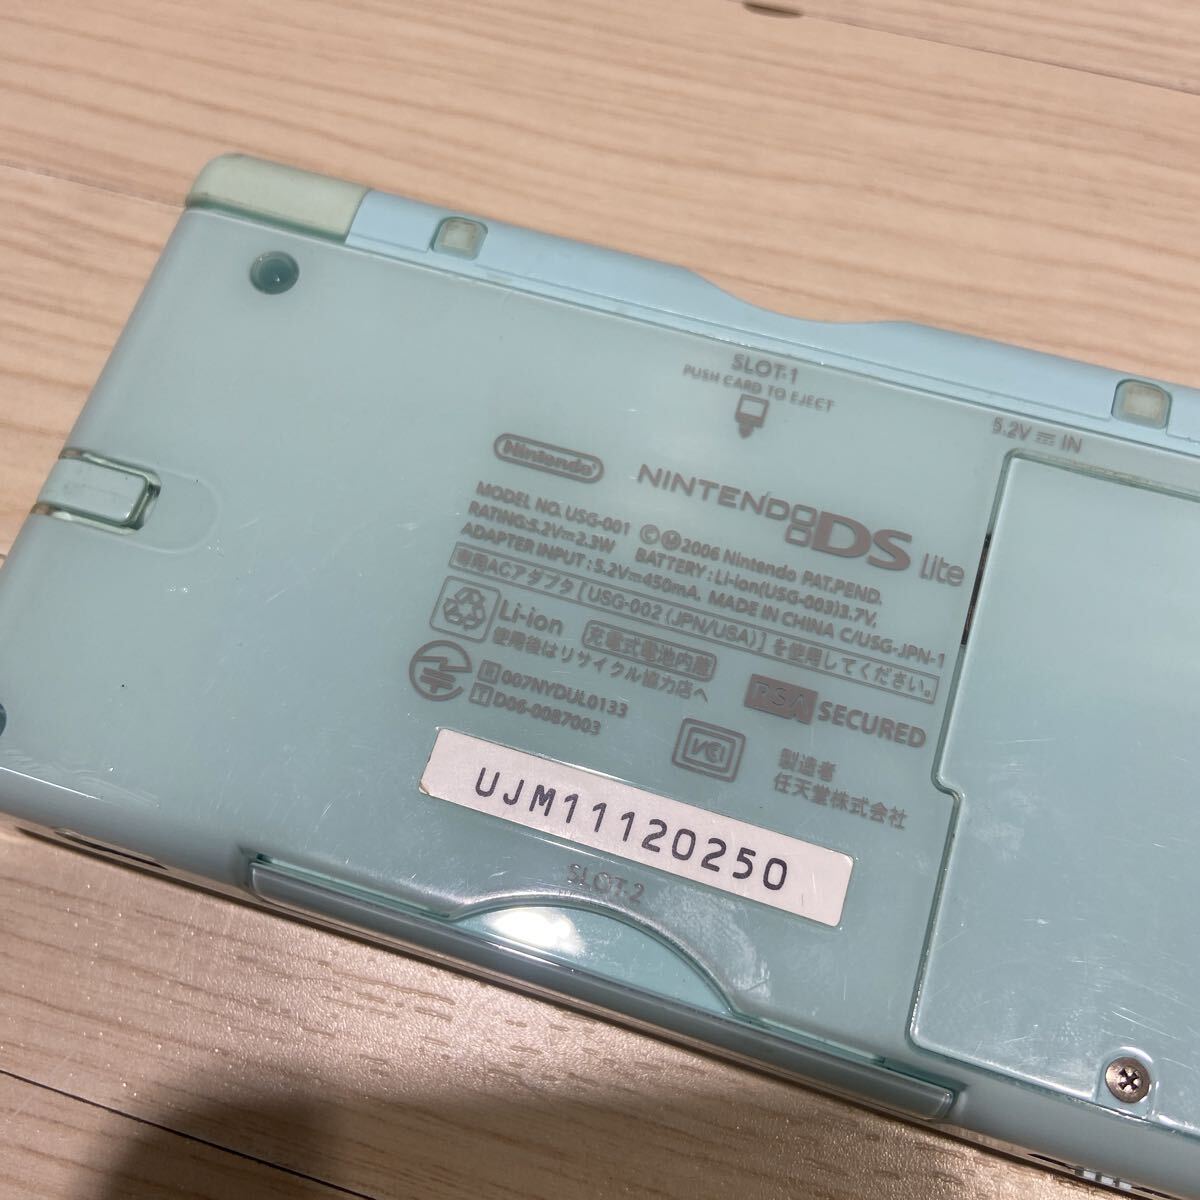 SLOT-1
PUSH CARD TO EJECT
5.2V IN
Nintendo
NINTENDO DS Lite
MODEL NO. USG-001 ©Ⓜ2006 Nintendo PAT.PEND.
RATING:5.2V⎓2.3W BATTERY : Li-ion(USG-003)3.7V.
ADAPTER INPUT : 5.2V⎓450mA. MADE IN CHINA C/USG-JPN-1
専用ACアダプタ [USG-002 (JPN/USA)] を使用してください。
Li-ion 充電式電池内蔵
使用後はリサイクル協力店へ
R 007NYDUL0133
T D06-0087003
RSA SECURED
VCI
製造者
任天堂株式会社
UJM11120250
SLOT-2